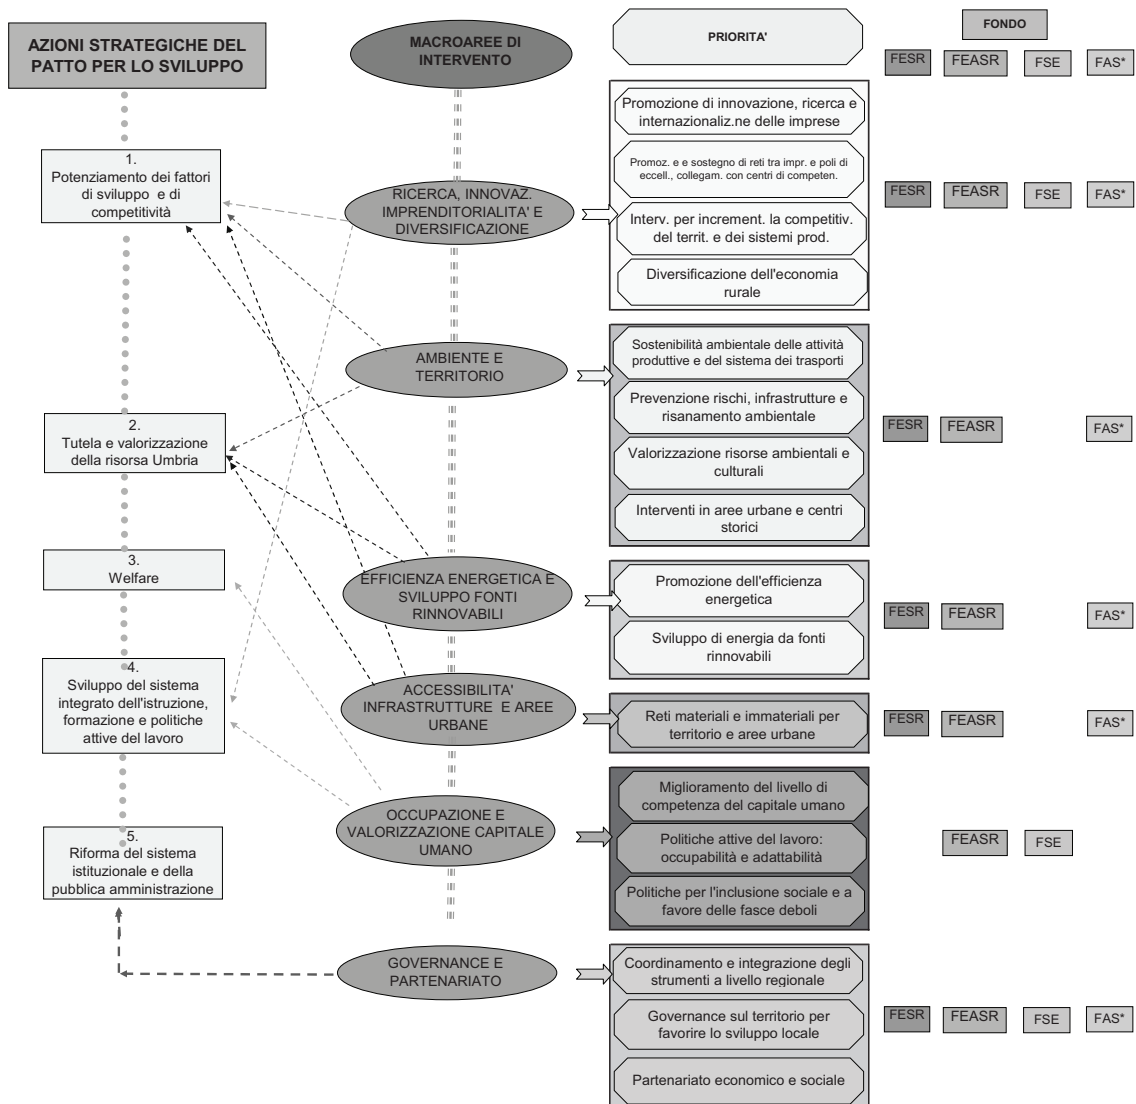 AZIONI STRATEGICHE DEL
PATTO PER LO SVILUPPO
MACROAREE DI
INTERVENTO
PRIORITA'
FONDO
FESR
FEASR
FSE
FAS*
1.
Potenziamento dei fattori
di sviluppo e di
competitività
RICERCA, INNOVAZ.
IMPRENDITORIALITA' E
DIVERSIFICAZIONE
Promozione di innovazione, ricerca e
internazionaliz.ne delle imprese
Promoz. e e sostegno di reti tra impr. e poli di
eccell., collegam. con centri di competen.
Interv. per increment. la competitiv.
del territ. e dei sistemi prod.
Diversificazione dell'economia
rurale
FESR
FEASR
FSE
FAS*
AMBIENTE E
TERRITORIO
Sostenibilità ambientale delle attività
produttive e del sistema dei trasporti
Prevenzione rischi, infrastrutture e
risanamento ambientale
Valorizzazione risorse ambientali e
culturali
Interventi in aree urbane e centri
storici
FESR
FEASR
FAS*
2.
Tutela e valorizzazione
della risorsa Umbria
3.
Welfare
EFFICIENZA ENERGETICA E
SVILUPPO FONTI
RINNOVABILI
Promozione dell'efficienza
energetica
Sviluppo di energia da fonti
rinnovabili
FESR
FEASR
FAS*
4.
Sviluppo del sistema
integrato dell'istruzione,
formazione e politiche
attive del lavoro
ACCESSIBILITA'
INFRASTRUTTURE E AREE
URBANE
Reti materiali e immateriali per
territorio e aree urbane
FESR
FEASR
FAS*
5.
Riforma del sistema
istituzionale e della
pubblica amministrazione
OCCUPAZIONE E
VALORIZZAZIONE CAPITALE
UMANO
Miglioramento del livello di
competenza del capitale umano
Politiche attive del lavoro:
occupabilità e adattabilità
Politiche per l'inclusione sociale e a
favore delle fasce deboli
FEASR
FSE
GOVERNANCE E
PARTENARIATO
Coordinamento e integrazione degli
strumenti a livello regionale
Governance sul territorio per
favorire lo sviluppo locale
Partenariato economico e sociale
FESR
FEASR
FSE
FAS*